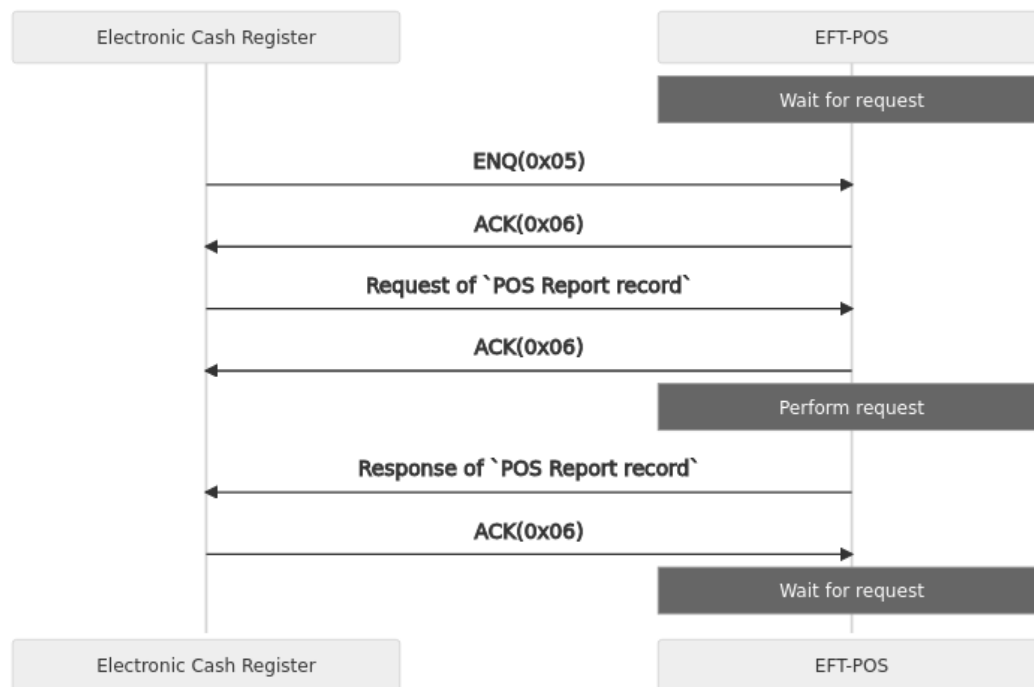 Electronic Cash Register
EFT-POS
Wait for request
ENQ(0x05)
ACK(0x06)
Request of `POS Report record`
ACK(0x06)
Perform request
Response of `POS Report record`
ACK(0x06)
Wait for request
Electronic Cash Register
EFT-POS